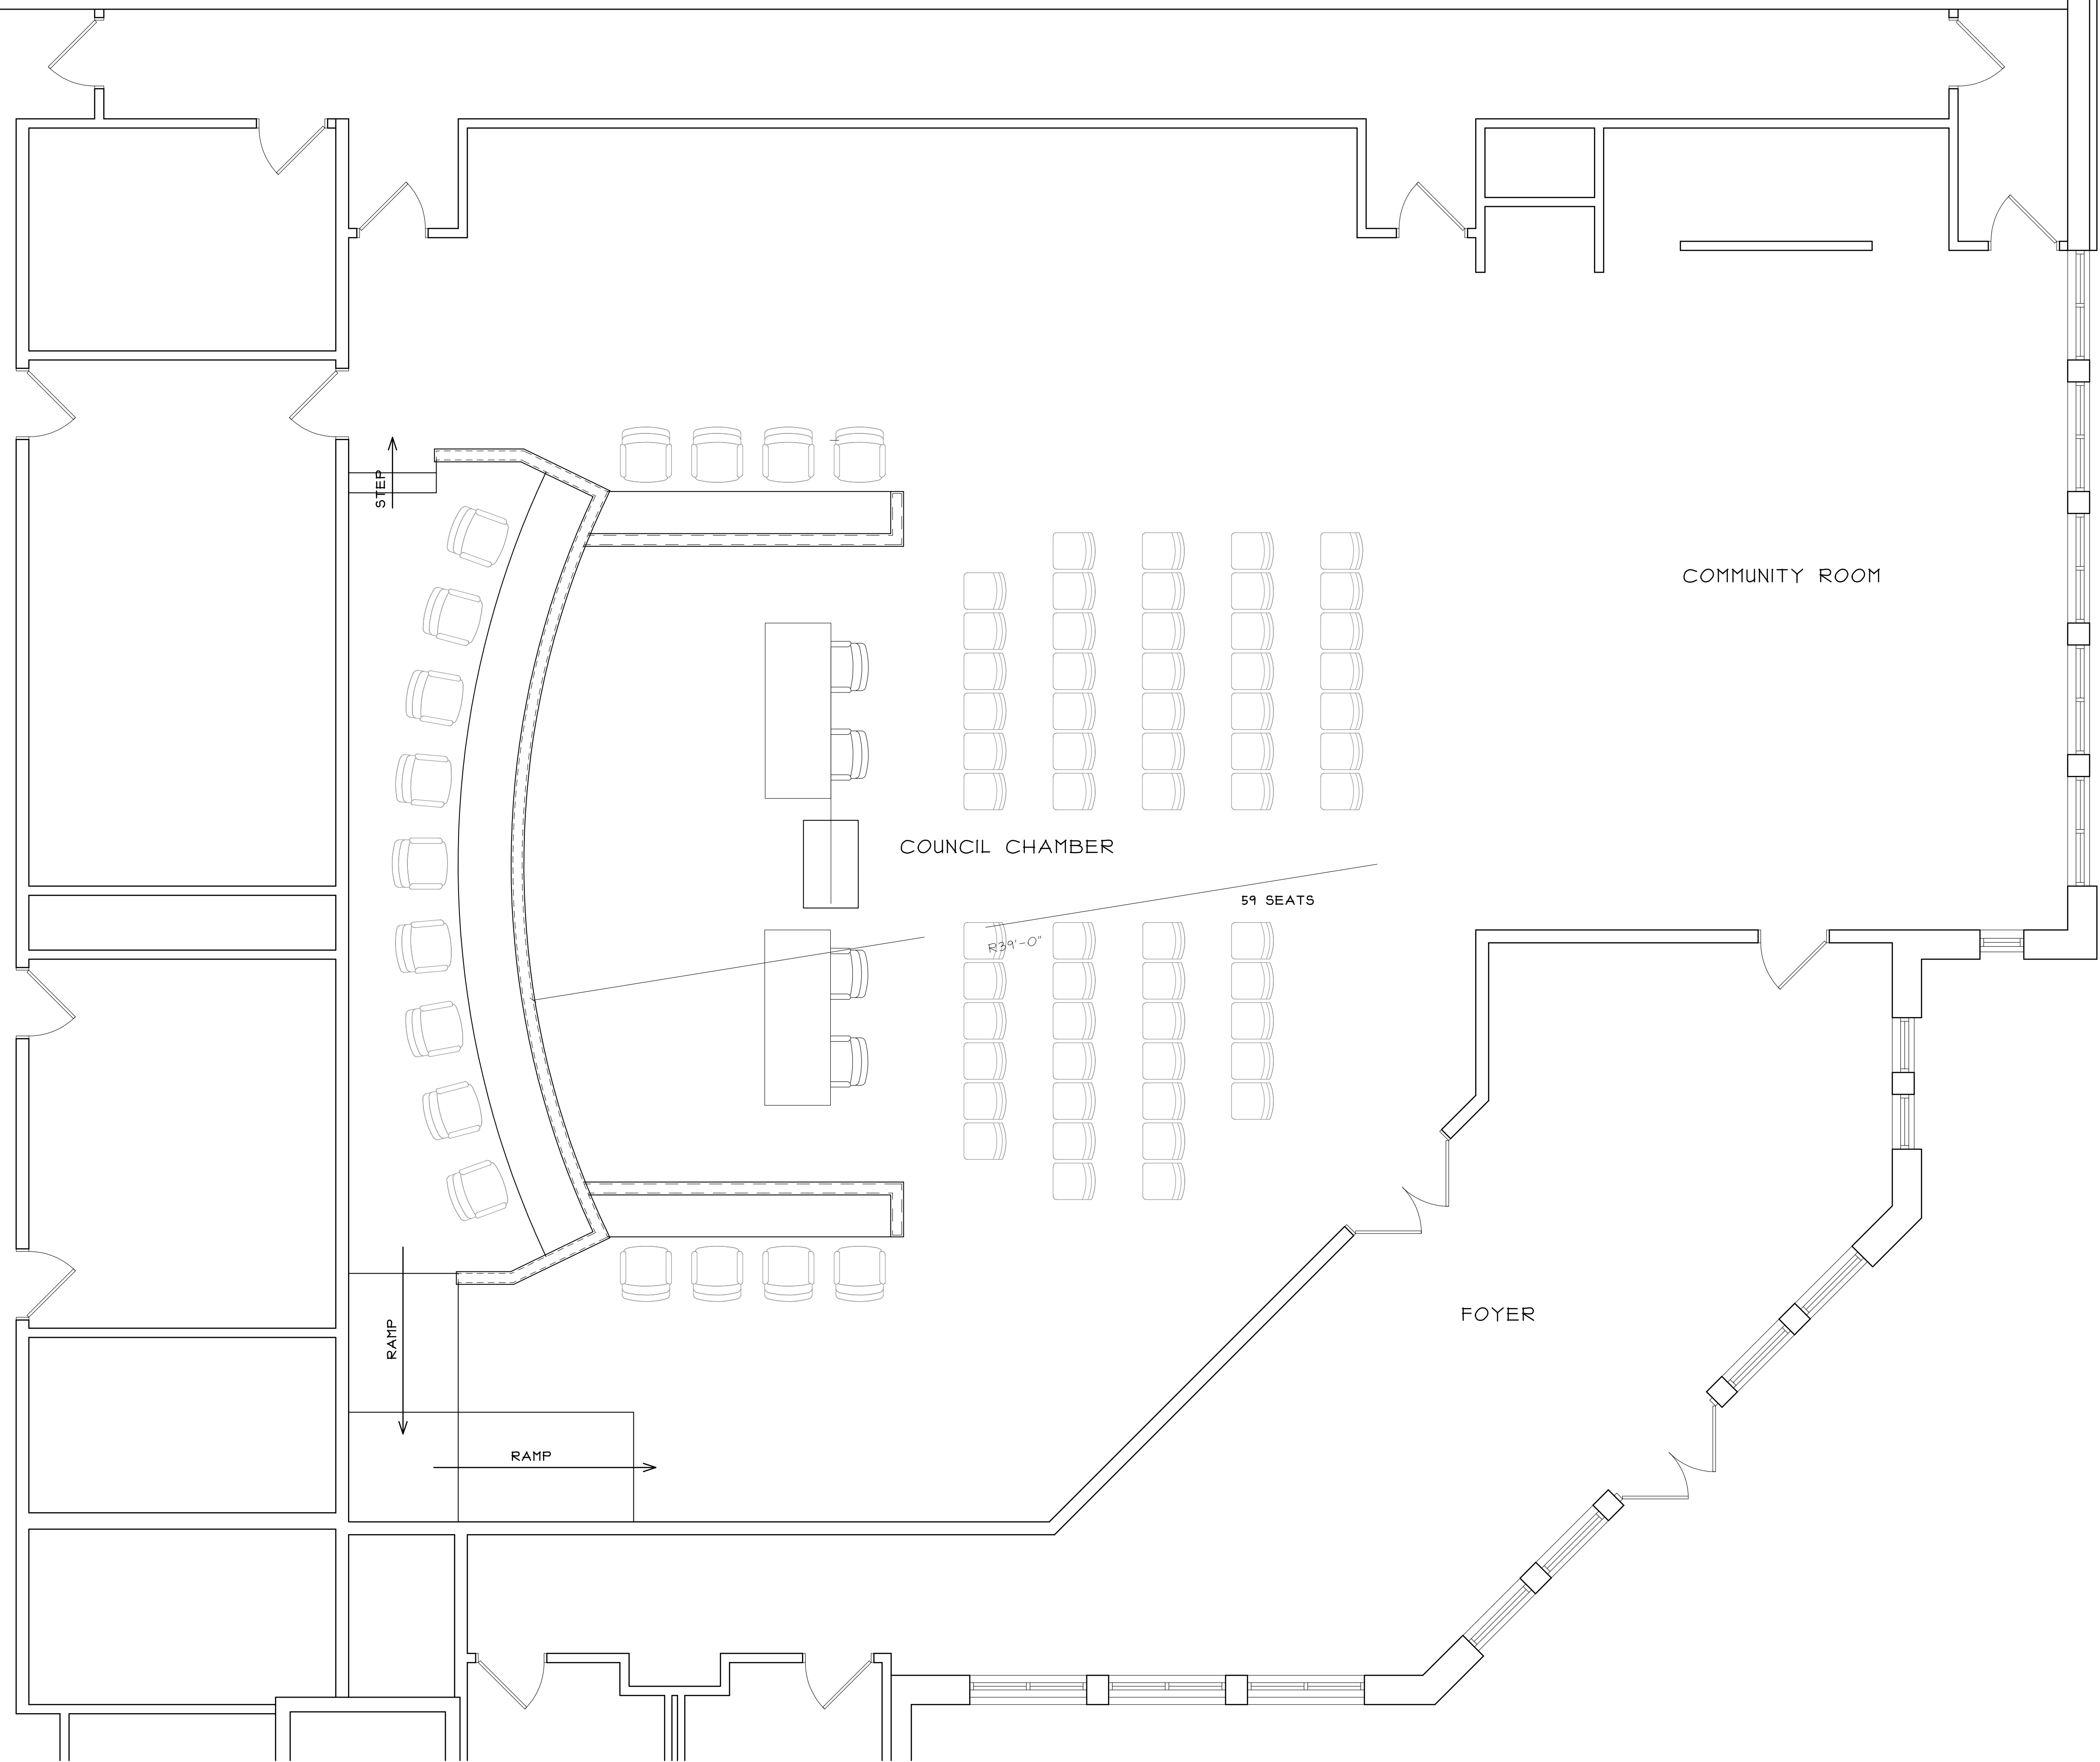 STEP
COMMUNITY ROOM
COUNCIL CHAMBER
59 SEATS
R39'-0"
FOYER
RAMP
RAMP